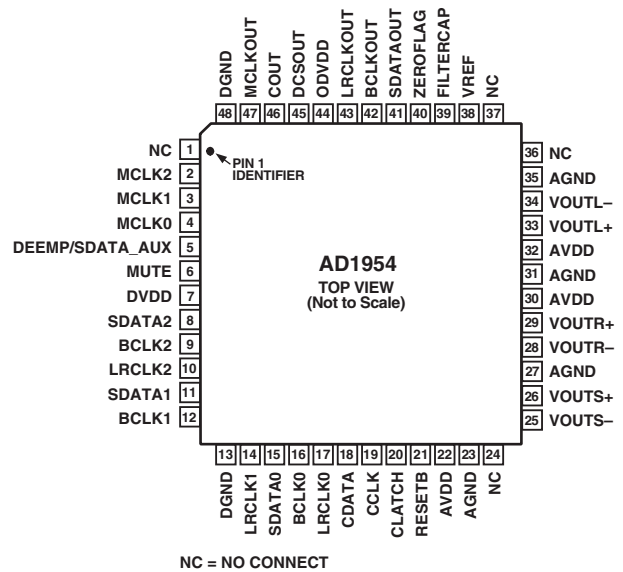 DGND
MCLKOUT
COUT
DCSOUT
ODVDD
LRCLKOUT
BCLKOUT
SDATAOUT
ZEROFLAG
FILTERCAP
VREF
NC
48 47 46 45 44 43 42 41 40 39 38 37
NC 1
MCLK2 2
MCLK1 3
MCLK0 4
DEEMP/SDATA_AUX 5
MUTE 6
DVDD 7
SDATA2 8
BCLK2 9
LRCLK2 10
SDATA1 11
BCLK1 12
PIN 1
IDENTIFIER
AD1954
TOP VIEW
(Not to Scale)
36 NC
35 AGND
34 VOUTL–
33 VOUTL+
32 AVDD
31 AGND
30 AVDD
29 VOUTR+
28 VOUTR–
27 AGND
26 VOUTS+
25 VOUTS–
13 14 15 16 17 18 19 20 21 22 23 24
DGND
LRCLK1
SDATA0
BCLK0
LRCLK0
CDATA
CCLK
CLATCH
RESETB
AVDD
AGND
NC
NC = NO CONNECT